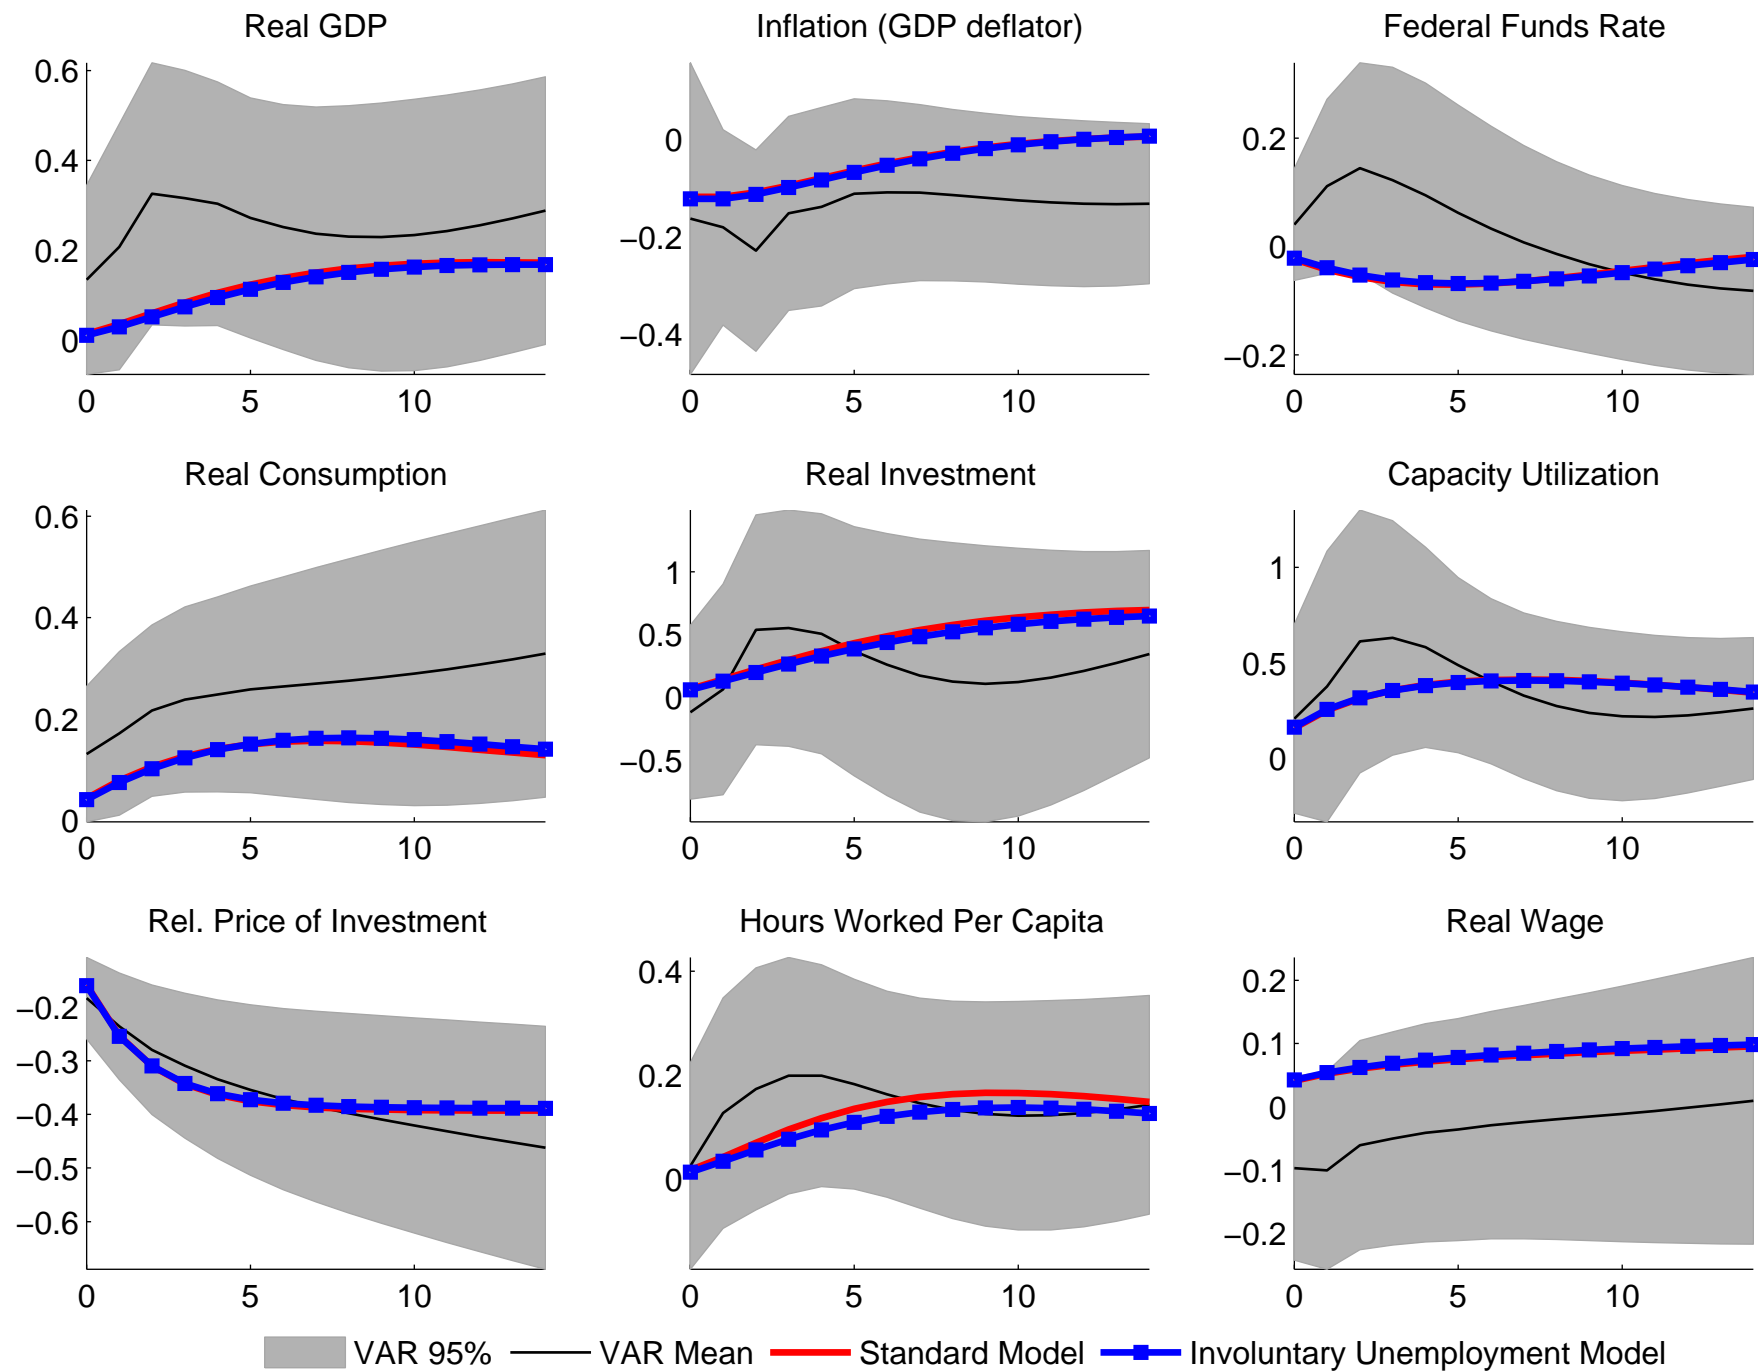 Real GDP
Inflation (GDP deflator)
Federal Funds Rate
0.6
0.4
0.2
0
0 5 10
0
−0.2
−0.4
0 5 10
0.2
0
−0.2
0 5 10
Real Consumption
Real Investment
Capacity Utilization
0.6
0.4
0.2
0
0 5 10
1
0.5
0
−0.5
0 5 10
1
0.5
0
0 5 10
Rel. Price of Investment
Hours Worked Per Capita
Real Wage
−0.2
−0.3
−0.4
−0.5
−0.6
0 5 10
0.4
0.2
0
0 5 10
0.2
0.1
0
−0.1
−0.2
0 5 10
VAR 95% VAR Mean Standard Model Involuntary Unemployment Model